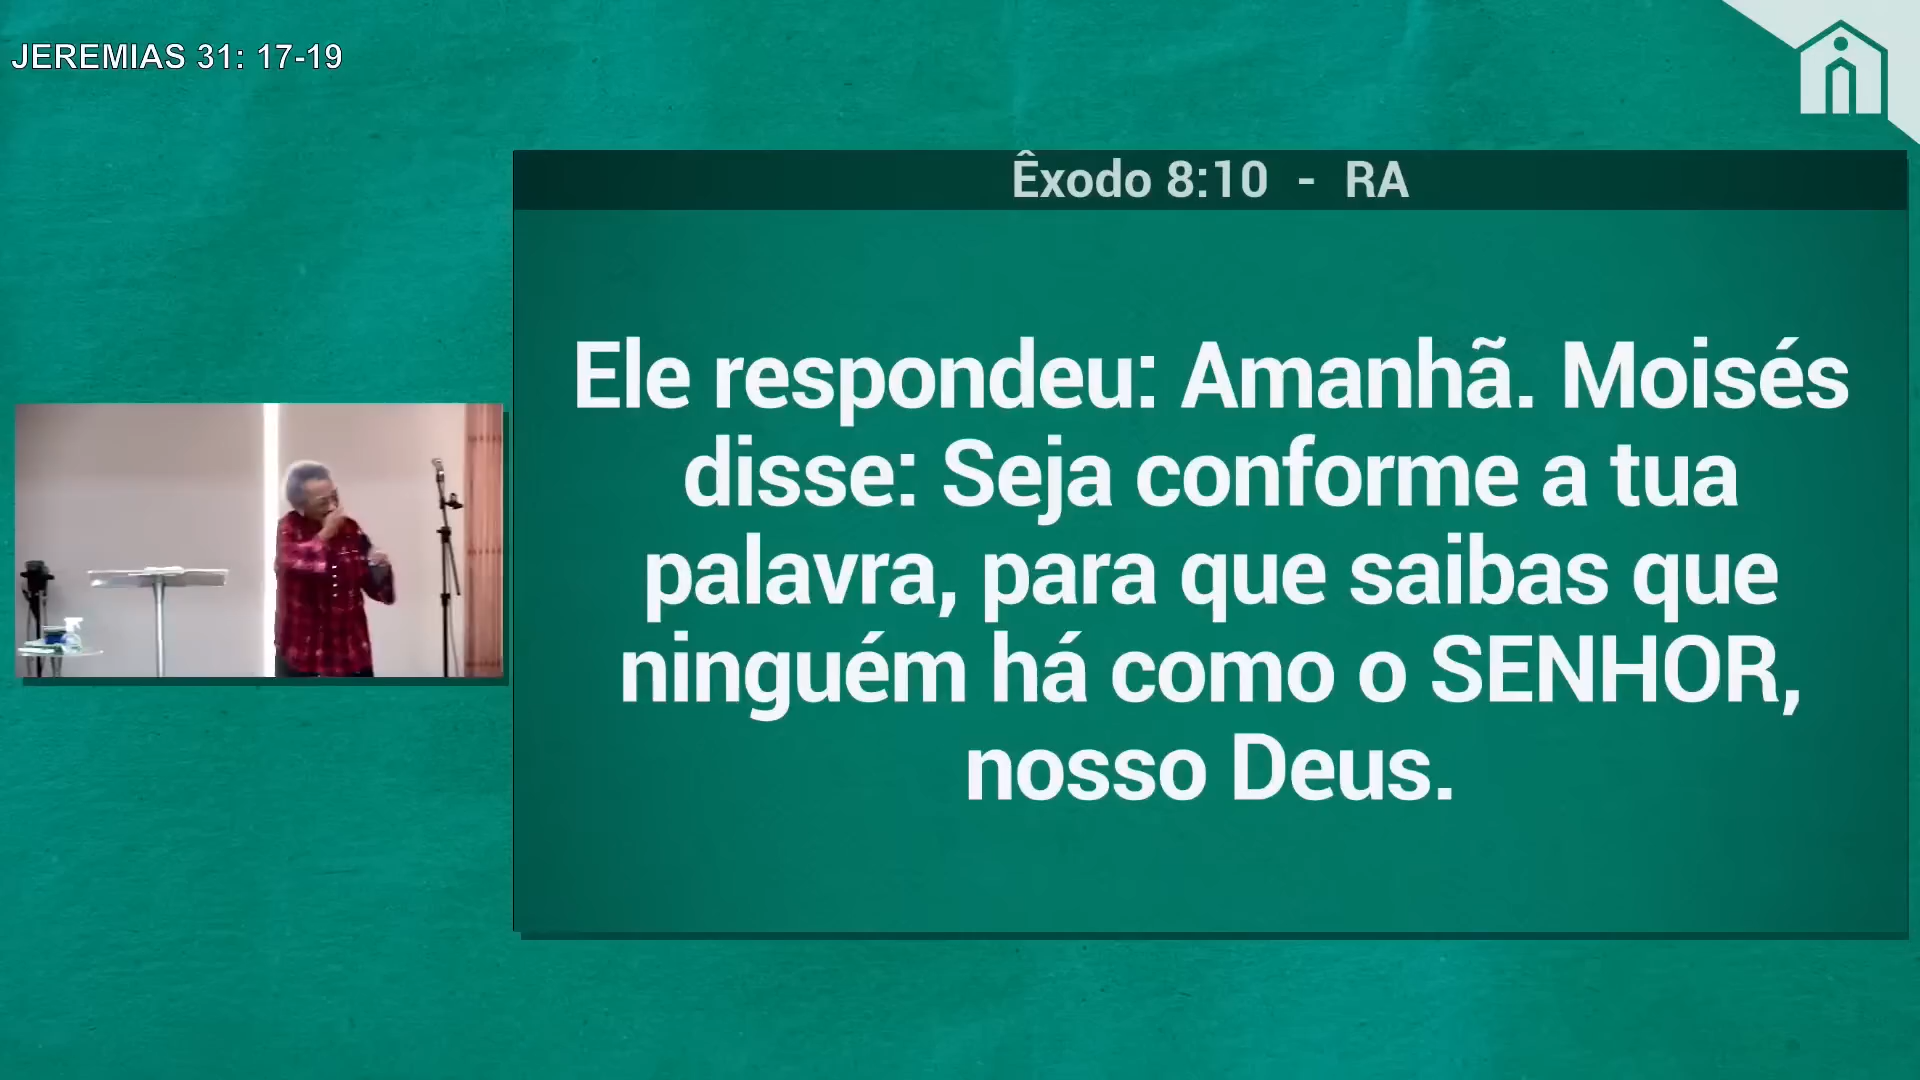 JEREMIAS 31: 17-19
Êxodo 8:10 - RA
Ele respondeu: Amanhã. Moisés
disse: Seja conforme a tua
palavra, para que saibas que
ninguém há como o SENHOR,
nosso Deus.